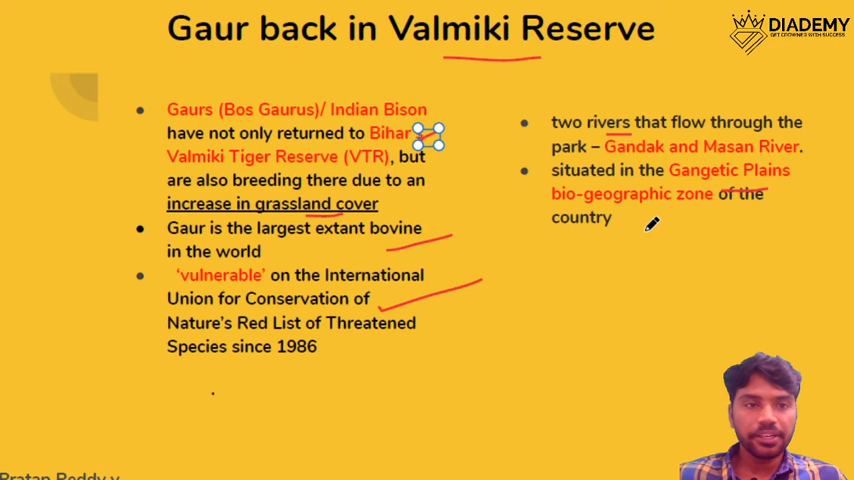 Gaur back in Valmiki Reserve
DIADEMY
GET CROWNED WITH SUCCESS
Gaurs (Bos Gaurus)/ Indian Bison
have not only returned to Bihar
Valmiki Tiger Reserve (VTR), but
are also breeding there due to an
increase in grassland cover
Gaur is the largest extant bovine
in the world
‘vulnerable’ on the International
Union for Conservation of
Nature’s Red List of Threatened
Species since 1986
two rivers that flow through the
park – Gandak and Masan River.
situated in the Gangetic Plains
bio-geographic zone of the
country
Reddy